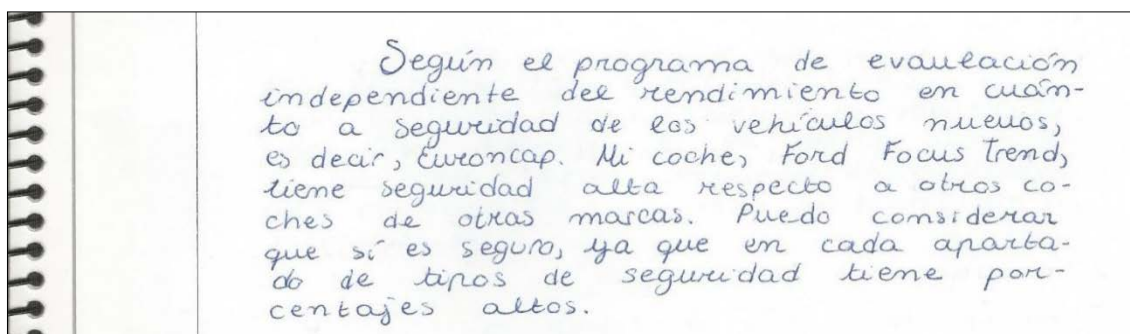 Según el programa de evaulación
independiente del rendimiento en cuán-
to a seguridad de los vehículos nuevos,
es decir, Euroncap. Mi coche, Ford Focus Trend,
tiene seguridad alta respecto a otros co-
ches de otras marcas. Puedo considerar
que sí es seguro, ya que en cada aparta-
do de tipos de seguridad tiene por-
centajes altos.